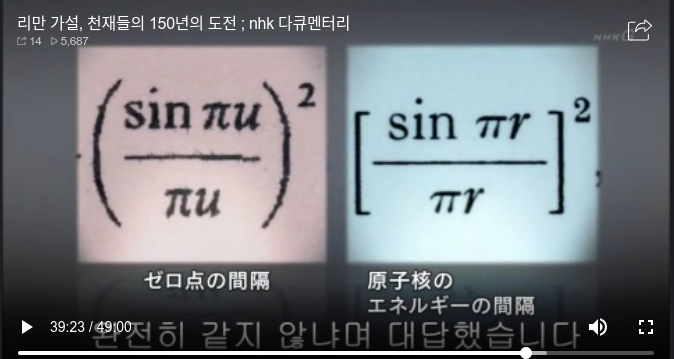 리만 가설, 천재들의 150년의 도전 ; nhk 다큐멘터리
14 5,687
NHK
(sin πu / πu)²
[sin πr / πr]²,
ゼロ点の間隔
原子核の
エネルギーの間隔
39:23 / 49:00
완전히 같지 않냐며 대답했습니다